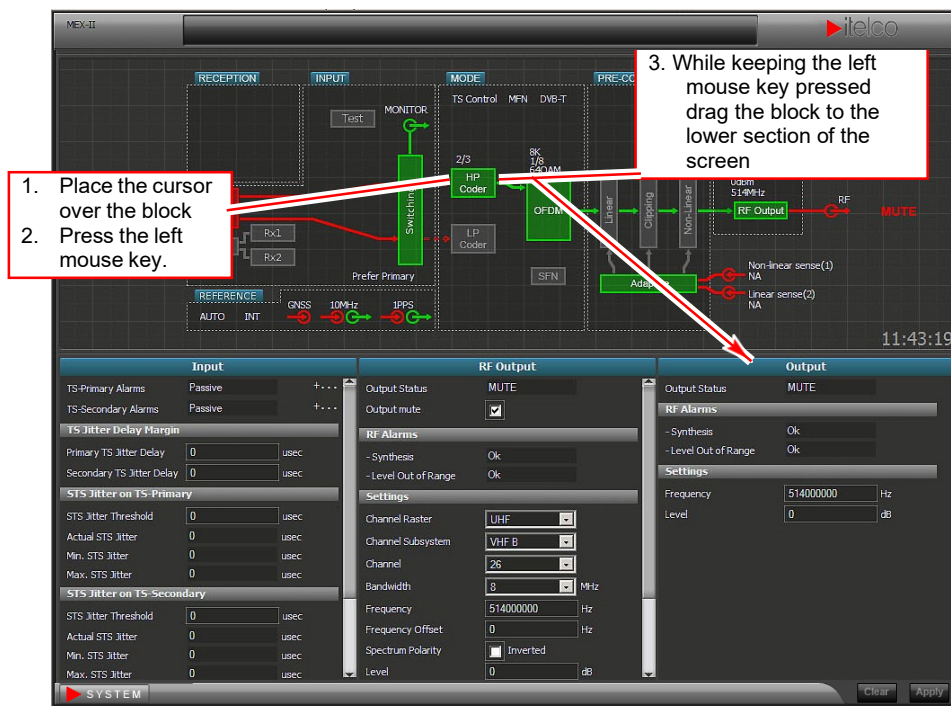 MEX-II
itelco
RECEPTION
INPUT
MODE
PRE-CO
3. While keeping the left
mouse key pressed
drag the block to the
lower section of the
screen
TS Control MFN DVB-T
MONITOR
Test
8K
1/8
64QAM
2/3
HP
Coder
OFDM
Switching
Linear
Clipping
Non-Linear
0dBm
514MHz
RF Output
RF
MUTE
1. Place the cursor
over the block
2. Press the left
mouse key.
Rx1
Rx2
LP
Coder
SFN
Prefer Primary
Non-linear sense(1)
NA
Linear sense(2)
NA
REFERENCE
AUTO INT
GNSS 10MHz 1PPS
11:43:19
Input
TS-Primary Alarms Passive +...
TS-Secondary Alarms Passive +...
TS Jitter Delay Margin
Primary TS Jitter Delay 0 usec
Secondary TS Jitter Delay 0 usec
STS Jitter on TS-Primary
STS Jitter Threshold 0 usec
Actual STS Jitter 0 usec
Min. STS Jitter 0 usec
Max. STS Jitter 0 usec
STS Jitter on TS-Secondary
STS Jitter Threshold 0 usec
Actual STS Jitter 0 usec
Min. STS Jitter 0 usec
Max. STS Jitter 0 usec
RF Output
Output Status MUTE
Output mute
RF Alarms
- Synthesis Ok
- Level Out of Range Ok
Settings
Channel Raster UHF
Channel Subsystem VHF B
Channel 26
Bandwidth 8 MHz
Frequency 514000000 Hz
Frequency Offset 0 Hz
Spectrum Polarity Inverted
Level 0 dB
Output
Output Status MUTE
RF Alarms
- Synthesis Ok
- Level Out of Range Ok
Settings
Frequency 514000000 Hz
Level 0 dB
SYSTEM
Clear Apply